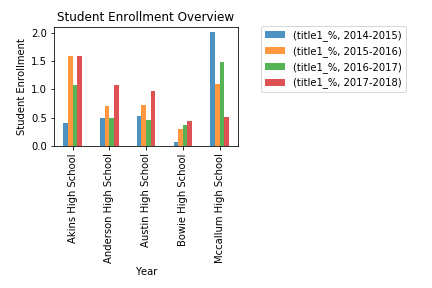 Student Enrollment Overview
Student Enrollment
2.0
1.5
1.0
0.5
0.0
Akins High School
Anderson High School
Austin High School
Bowie High School
Mccallum High School
Year
(title1_%, 2014-2015)
(title1_%, 2015-2016)
(title1_%, 2016-2017)
(title1_%, 2017-2018)